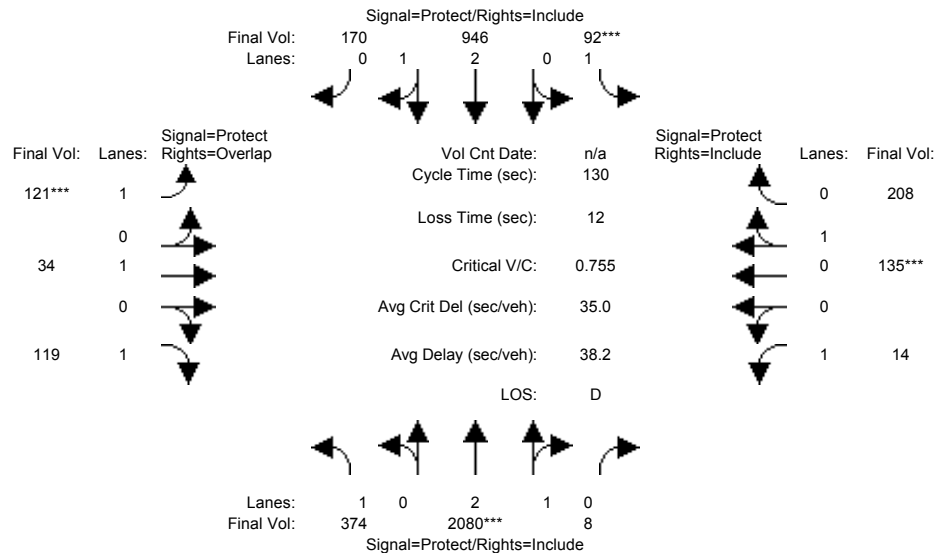 Signal=Protect/Rights=Include
Final Vol: 170 946 92***
Lanes: 0 1 2 0 1
Signal=Protect
Final Vol: Lanes: Rights=Overlap
Vol Cnt Date: n/a
Signal=Protect
Rights=Include Lanes: Final Vol:
Cycle Time (sec): 130
121*** 1
0 208
Loss Time (sec): 12
0
1
34 1
Critical V/C: 0.755
0 135***
0
Avg Crit Del (sec/veh): 35.0
0
119 1
Avg Delay (sec/veh): 38.2
1 14
LOS: D
Lanes: 1 0 2 1 0
Final Vol: 374 2080*** 8
Signal=Protect/Rights=Include